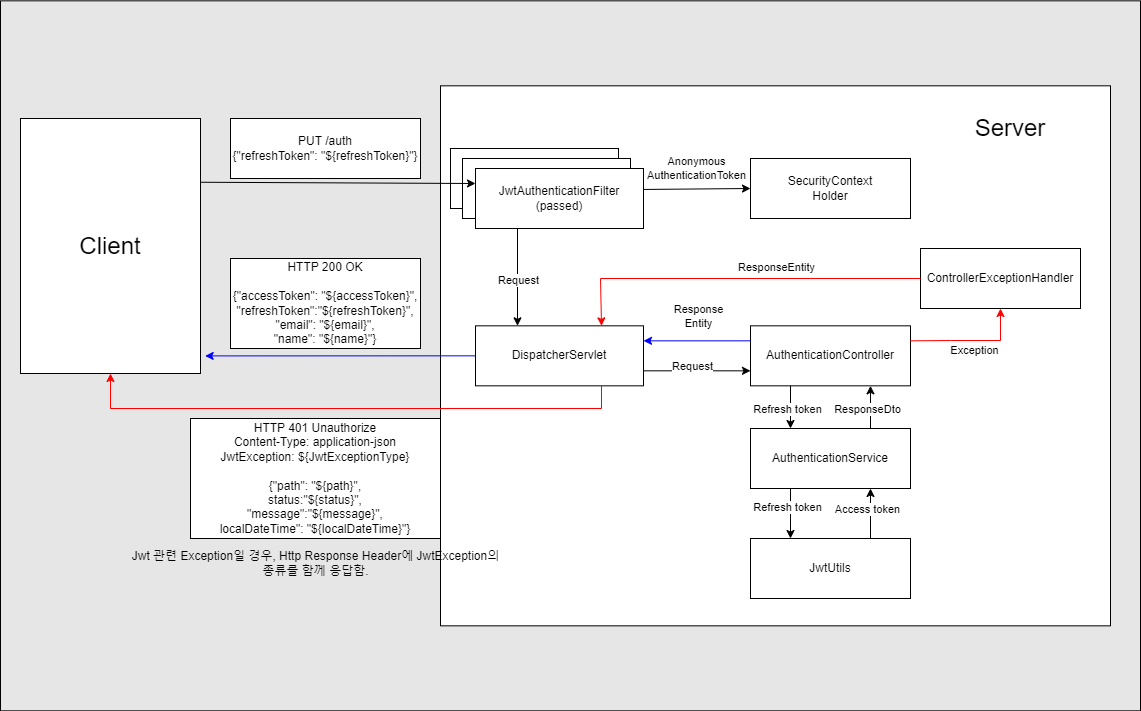 Server
PUT /auth
{"refreshToken": "${refreshToken}"}
Anonymous
AuthenticationToken
JwtAuthenticationFilter
(passed)
SecurityContext
Holder
Client
HTTP 200 OK
{"accessToken": "${accessToken}",
"refreshToken":"${refreshToken}",
"email": "${email}",
"name": "${name}"}
Request
ResponseEntity
ControllerExceptionHandler
Response
Entity
DispatcherServlet
Request
AuthenticationController
Exception
Refresh token
ResponseDto
HTTP 401 Unauthorize
Content-Type: application-json
JwtException: ${JwtExceptionType}
{"path": "${path}",
status:"${status}",
"message":"${message}",
localDateTime": "${localDateTime}"}
AuthenticationService
Refresh token
Access token
Jwt 관련 Exception일 경우, Http Response Header에 JwtException의
종류를 함께 응답함.
JwtUtils